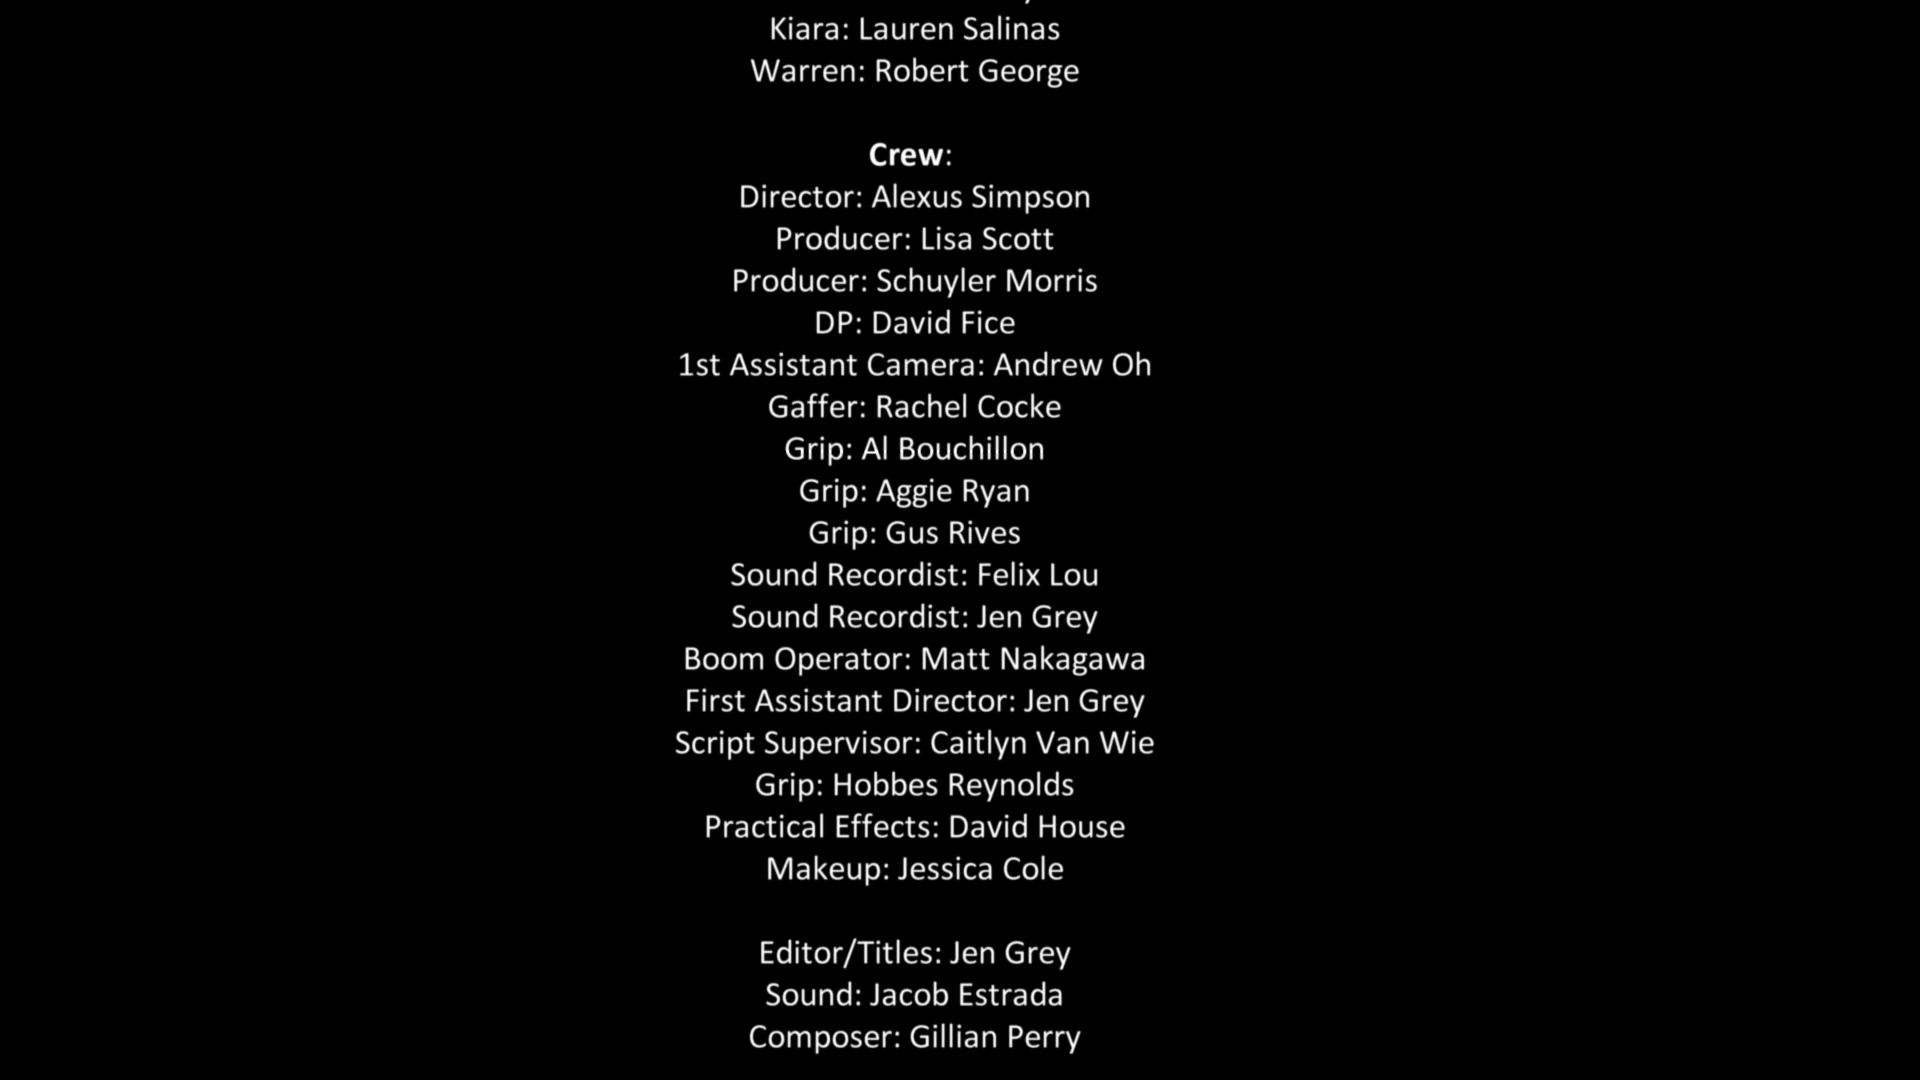 Kiara: Lauren Salinas
Warren: Robert George
Crew:
Director: Alexus Simpson
Producer: Lisa Scott
Producer: Schuyler Morris
DP: David Fice
1st Assistant Camera: Andrew Oh
Gaffer: Rachel Cocke
Grip: Al Bouchillon
Grip: Aggie Ryan
Grip: Gus Rives
Sound Recordist: Felix Lou
Sound Recordist: Jen Grey
Boom Operator: Matt Nakagawa
First Assistant Director: Jen Grey
Script Supervisor: Caitlyn Van Wie
Grip: Hobbes Reynolds
Practical Effects: David House
Makeup: Jessica Cole
Editor/Titles: Jen Grey
Sound: Jacob Estrada
Composer: Gillian Perry